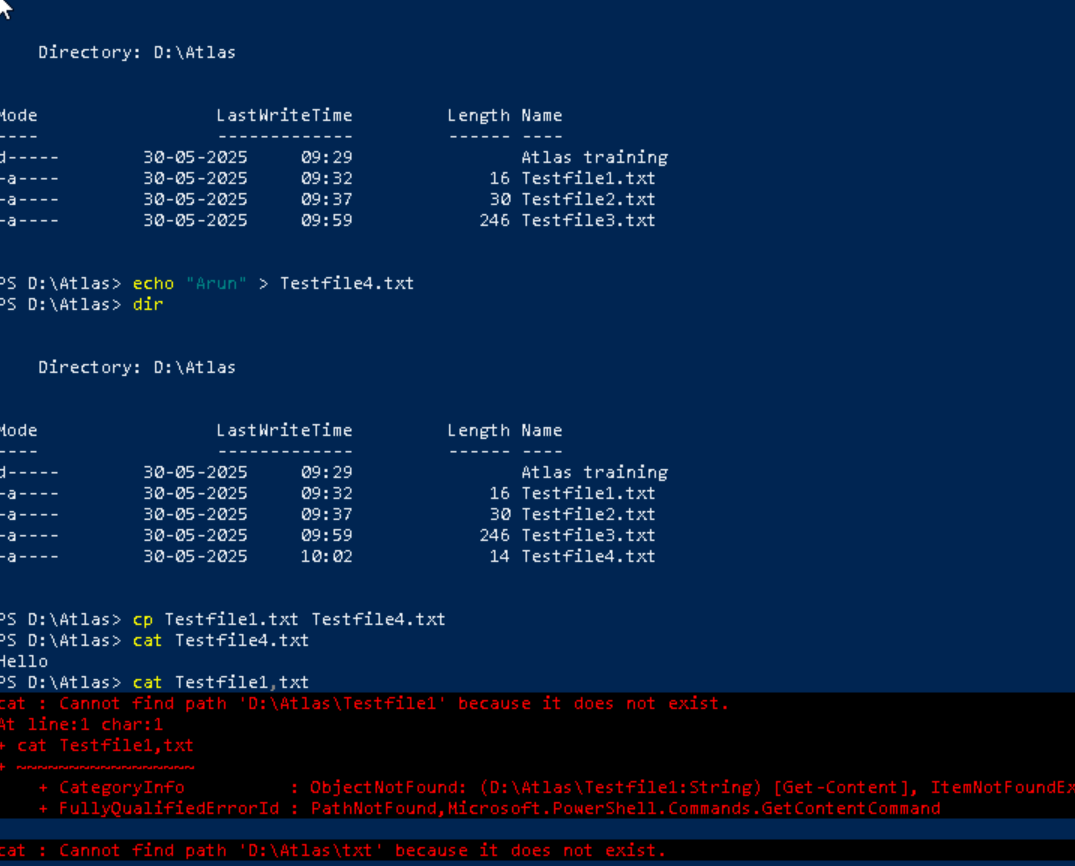 Directory: D:\Atlas
Mode LastWriteTime Length Name
---- ------------- ------ ----
d----- 30-05-2025 09:29 Atlas training
-a---- 30-05-2025 09:32 16 Testfile1.txt
-a---- 30-05-2025 09:37 30 Testfile2.txt
-a---- 30-05-2025 09:59 246 Testfile3.txt
PS D:\Atlas> echo "Arun" > Testfile4.txt
PS D:\Atlas> dir
Directory: D:\Atlas
Mode LastWriteTime Length Name
---- ------------- ------ ----
d----- 30-05-2025 09:29 Atlas training
-a---- 30-05-2025 09:32 16 Testfile1.txt
-a---- 30-05-2025 09:37 30 Testfile2.txt
-a---- 30-05-2025 09:59 246 Testfile3.txt
-a---- 30-05-2025 10:02 14 Testfile4.txt
PS D:\Atlas> cp Testfile1.txt Testfile4.txt
PS D:\Atlas> cat Testfile4.txt
Hello
PS D:\Atlas> cat Testfile1,txt
cat : Cannot find path 'D:\Atlas\Testfile1' because it does not exist.
At line:1 char:1
+ cat Testfile1,txt
+ ~~~~~~~~~~~~~~~~~
+ CategoryInfo : ObjectNotFound: (D:\Atlas\Testfile1:String) [Get-Content], ItemNotFoundEx
+ FullyQualifiedErrorId : PathNotFound,Microsoft.PowerShell.Commands.GetContentCommand
cat : Cannot find path 'D:\Atlas\txt' because it does not exist.